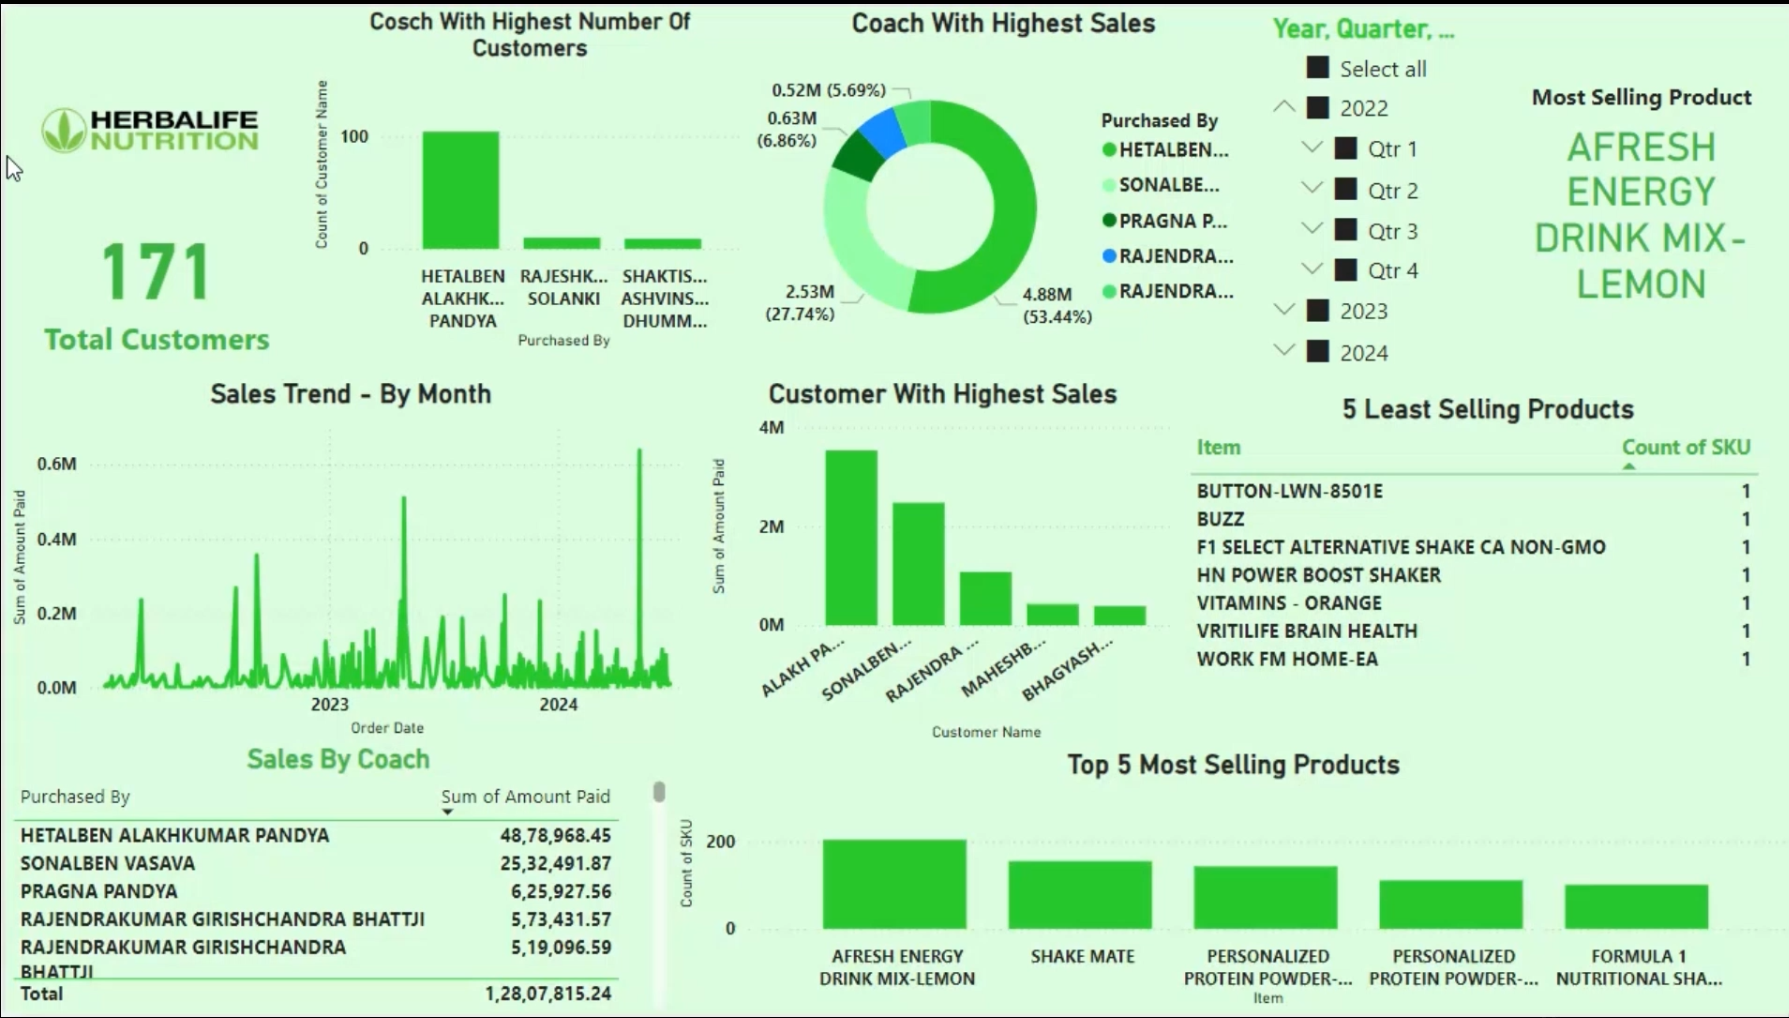 HERBALIFE
NUTRITION
171
Total Customers
Cosch With Highest Number Of
Customers
Count of Customer Name
100
0
HETALBEN
ALAKHK...
PANDYA
RAJESHK...
SOLANKI
SHAKTIS...
ASHVINS...
DHUMM...
Purchased By
Coach With Highest Sales
0.52M (5.69%)
0.63M
(6.86%)
2.53M
(27.74%)
4.88M
(53.44%)
Purchased By
HETALBEN...
SONALBE...
PRAGNA P...
RAJENDRA...
RAJENDRA...
Year, Quarter, ...
Select all
2022
Qtr 1
Qtr 2
Qtr 3
Qtr 4
2023
2024
Most Selling Product
AFRESH
ENERGY
DRINK MIX-
LEMON
Sales Trend - By Month
Sum of Amount Paid
0.6M
0.4M
0.2M
0.0M
2023
2024
Order Date
Customer With Highest Sales
Sum of Amount Paid
4M
2M
0M
ALAKH PA...
SONALBEN...
RAJENDRA ...
MAHESHB...
BHAGYASH...
Customer Name
5 Least Selling Products
Item Count of SKU
BUTTON-LWN-8501E 1
BUZZ 1
F1 SELECT ALTERNATIVE SHAKE CA NON-GMO 1
HN POWER BOOST SHAKER 1
VITAMINS - ORANGE 1
VRITILIFE BRAIN HEALTH 1
WORK FM HOME-EA 1
Sales By Coach
Purchased By Sum of Amount Paid
HETALBEN ALAKHKUMAR PANDYA 48,78,968.45
SONALBEN VASAVA 25,32,491.87
PRAGNA PANDYA 6,25,927.56
RAJENDRAKUMAR GIRISHCHANDRA BHATTJI 5,73,431.57
RAJENDRAKUMAR GIRISHCHANDRA 5,19,096.59
BHATTJI
Total 1,28,07,815.24
Top 5 Most Selling Products
Count of SKU
200
0
AFRESH ENERGY
DRINK MIX-LEMON
SHAKE MATE
PERSONALIZED
PROTEIN POWDER-...
PERSONALIZED
PROTEIN POWDER-...
FORMULA 1
NUTRITIONAL SHA...
Item